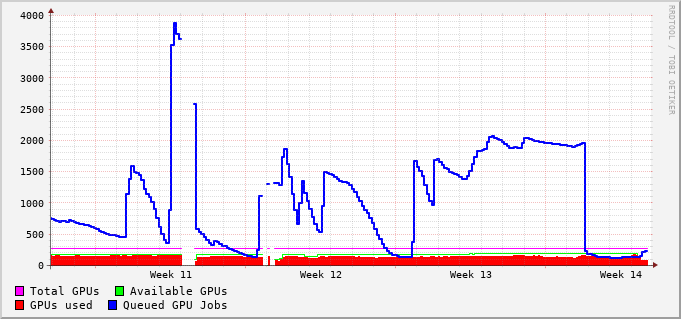 4000
3500
3000
2500
2000
1500
1000
500
0
Week 11 Week 12 Week 13 Week 14
Total GPUs Available GPUs
GPUs used Queued GPU Jobs
RRDTOOL / TOBI OETIKER